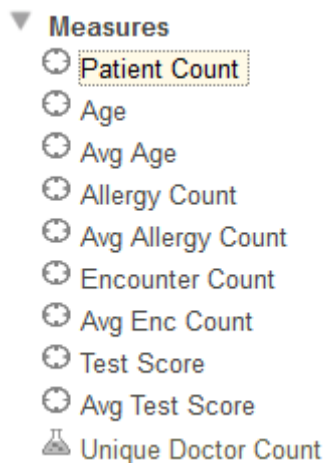 Measures
Patient Count
Age
Avg Age
Allergy Count
Avg Allergy Count
Encounter Count
Avg Enc Count
Test Score
Avg Test Score
Unique Doctor Count